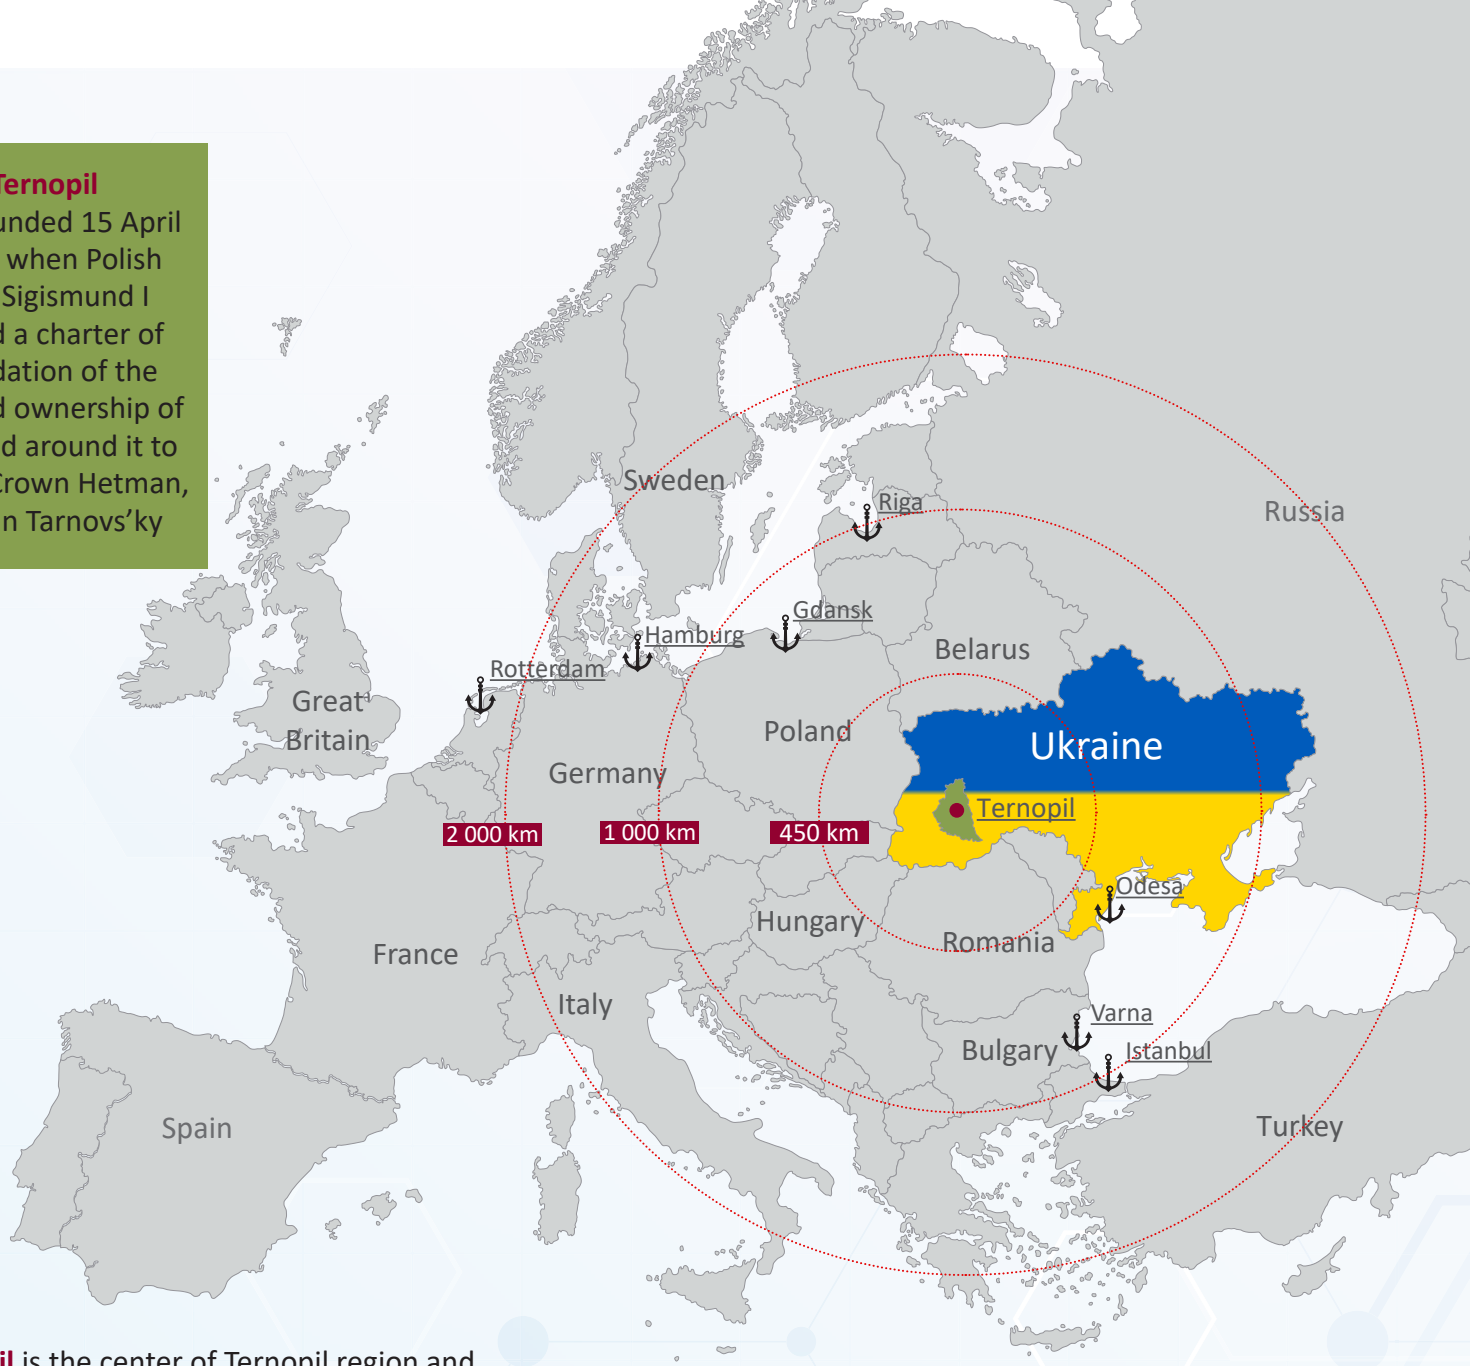 Ternopil
unded 15 April
when Polish
Sigismund I
d a charter of
dation of the
d ownership of
d around it to
Crown Hetman,
n Tarnovs'ky
Sweden
Riga
Russia
Gdansk
Hamburg
Belarus
Rotterdam
Great
Britain
Poland
Ukraine
Germany
Ternopil
2 000 km
1 000 km
450 km
Odesa
Hungary
Romania
France
Italy
Varna
Bulgary
Istanbul
Spain
Turkey
il is the center of Ternopil region and